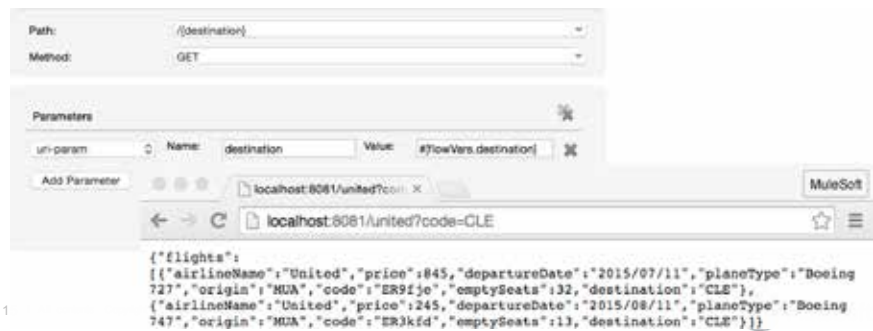 Path: /{destination}
Method: GET
Parameters
uri-param Name: destination Value: #[flowVars.destination]
Add Parameter
localhost:8081/united?con × MuleSoft
localhost:8081/united?code=CLE
{"flights":
[{"airlineName":"United","price":845,"departureDate":"2015/07/11","planeType":"Boeing
727","origin":"MUA","code":"ER9fje","emptySeats":32,"destination":"CLE"},
{"airlineName":"United","price":245,"departureDate":"2015/08/11","planeType":"Boeing
747","origin":"MUA","code":"ER3kfd","emptySeats":13,"destination":"CLE"}]}
1